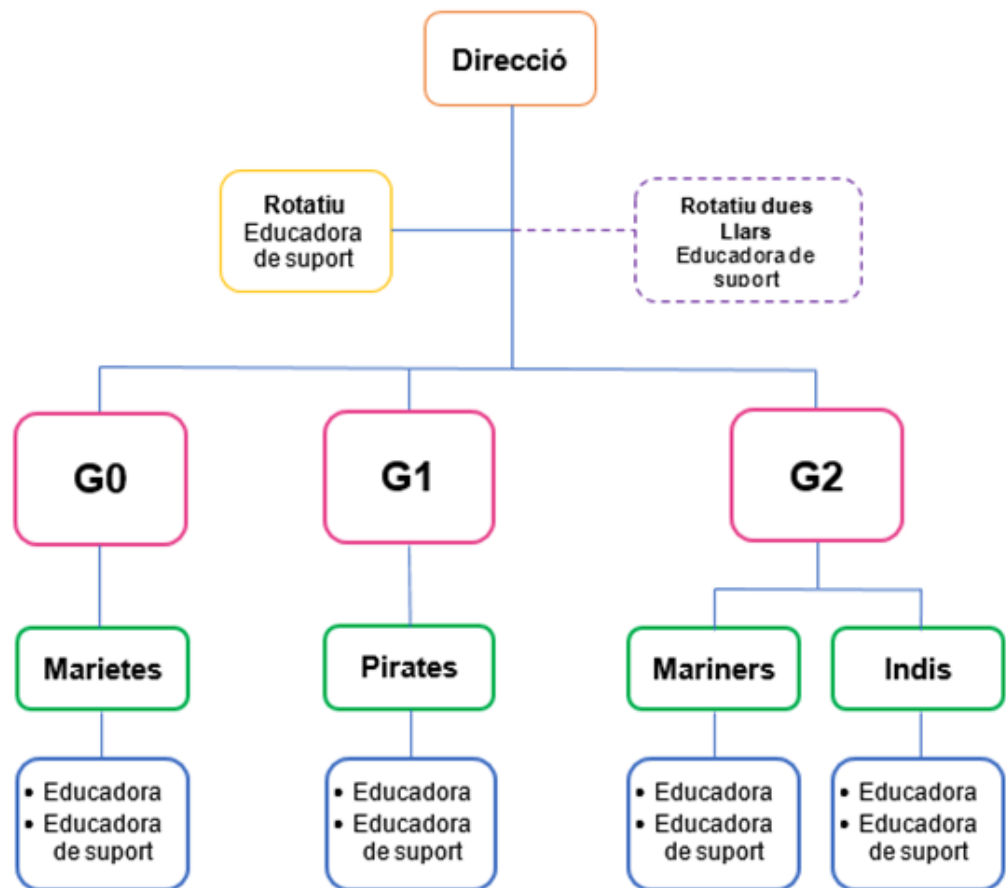 Direcció
Rotatiu
Educadora
de suport
Rotatiu dues
Llars
Educadora de
suport
G0
G1
G2
Marietes
Pirates
Mariners
Indis
• Educadora
• Educadora
de suport
• Educadora
• Educadora
de suport
• Educadora
• Educadora
de suport
• Educadora
• Educadora
de suport